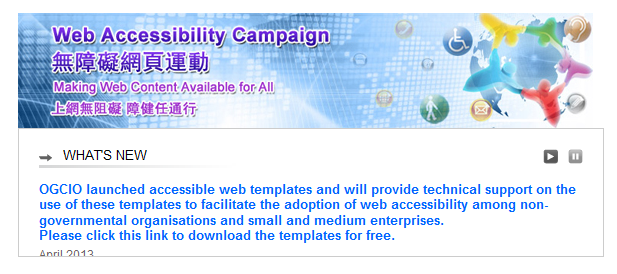 Web Accessibility Campaign
無障礙網頁運動
Making Web Content Available for All
上網無阻礙 障健任通行
WHAT'S NEW
OGCIO launched accessible web templates and will provide technical support on the
use of these templates to facilitate the adoption of web accessibility among non-
governmental organisations and small and medium enterprises.
Please click this link to download the templates for free.
April 2013